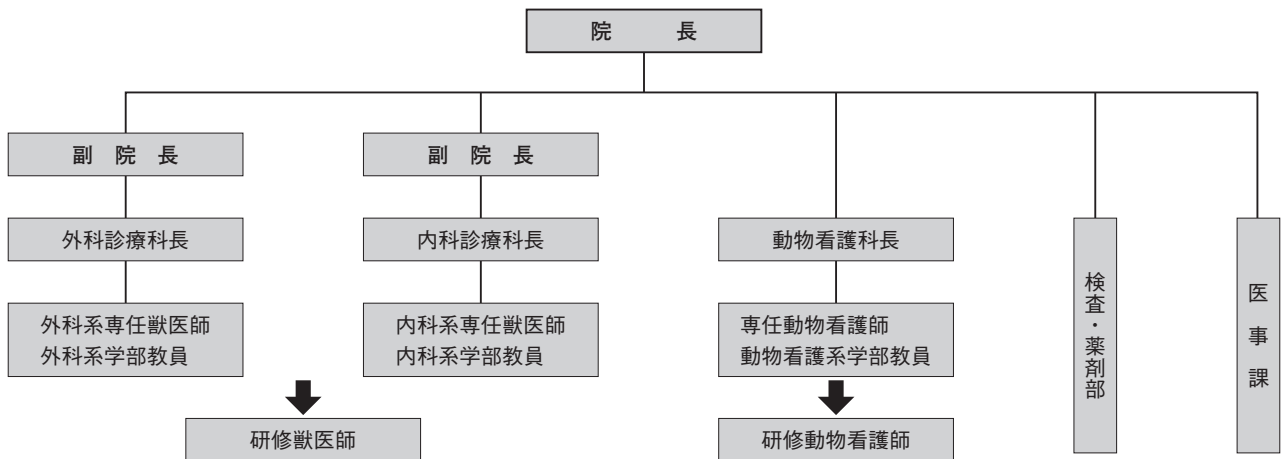 院　　長
副　院　長
副　院　長
外科診療科長
内科診療科長
動物看護科長
外科系専任獣医師
外科系学部教員
内科系専任獣医師
内科系学部教員
専任動物看護師
動物看護系学部教員
検査・薬剤部
医事課
研修獣医師
研修動物看護師